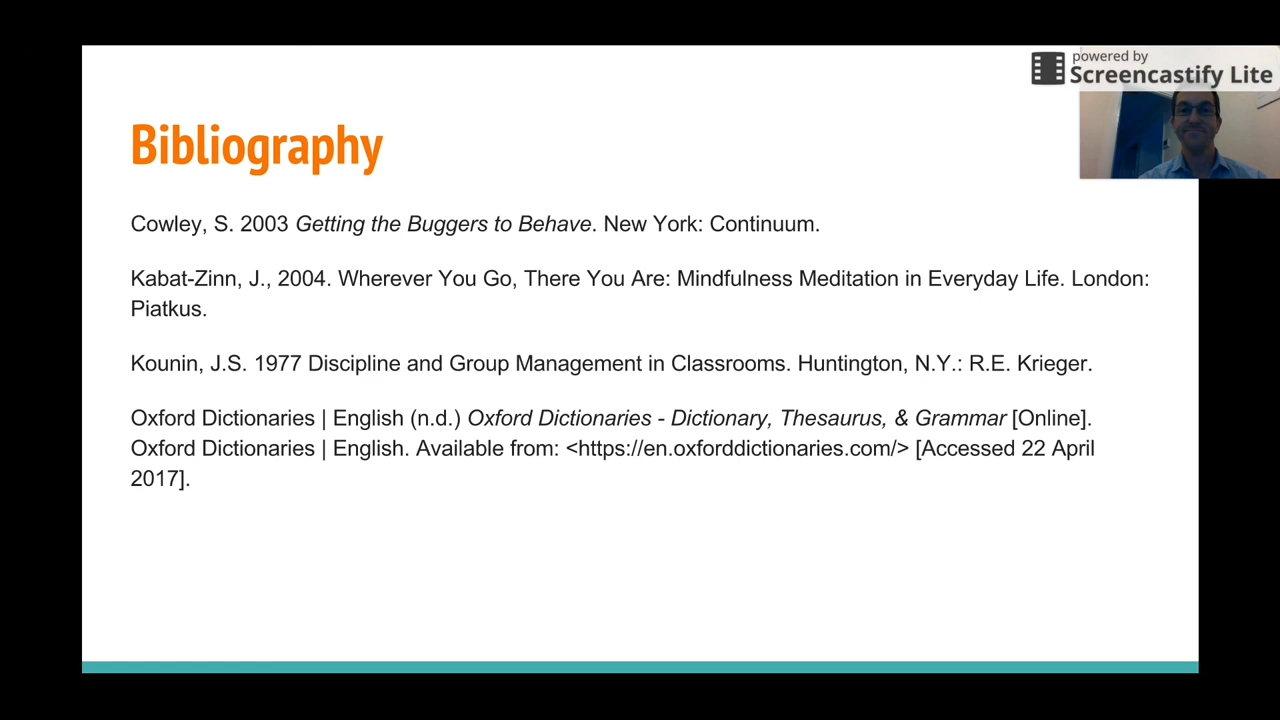 powered by
Screencastify Lite
Bibliography
Cowley, S. 2003 Getting the Buggers to Behave. New York: Continuum.
Kabat-Zinn, J., 2004. Wherever You Go, There You Are: Mindfulness Meditation in Everyday Life. London:
Piatkus.
Kounin, J.S. 1977 Discipline and Group Management in Classrooms. Huntington, N.Y.: R.E. Krieger.
Oxford Dictionaries | English (n.d.) Oxford Dictionaries - Dictionary, Thesaurus, & Grammar [Online].
Oxford Dictionaries | English. Available from: <https://en.oxforddictionaries.com/> [Accessed 22 April
2017].